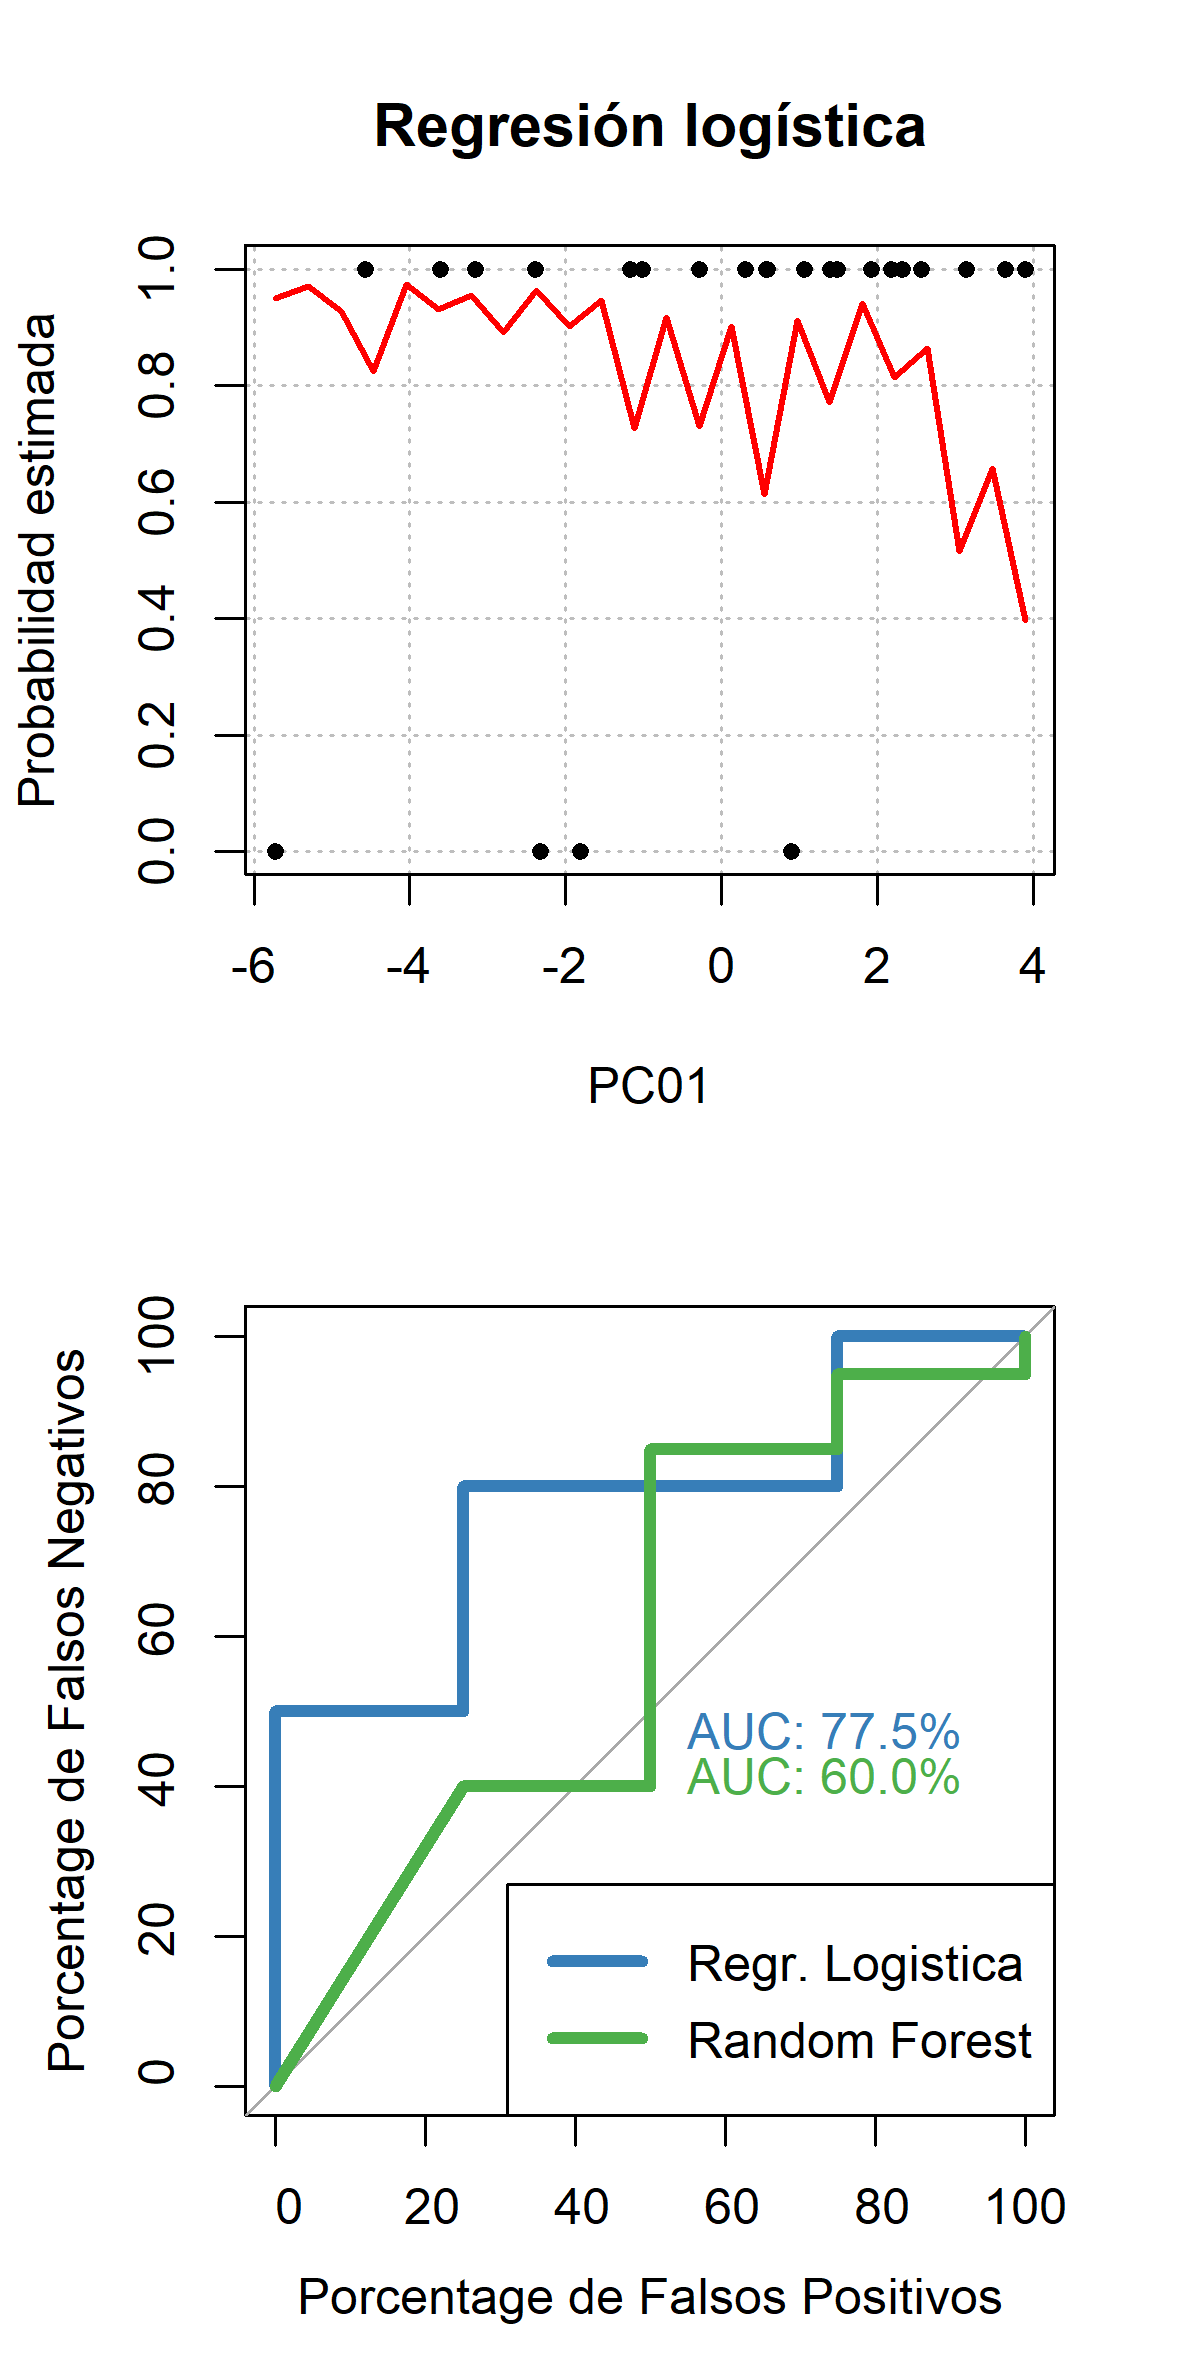 Regresión logística
Probabilidad estimada
1.0
0.8
0.6
0.4
0.2
0.0
-6 -4 -2 0 2 4
PC01
Porcentage de Falsos Negativos
100
80
60
40
20
0
AUC: 77.5%
AUC: 60.0%
Regr. Logistica
Random Forest
0 20 40 60 80 100
Porcentage de Falsos Positivos